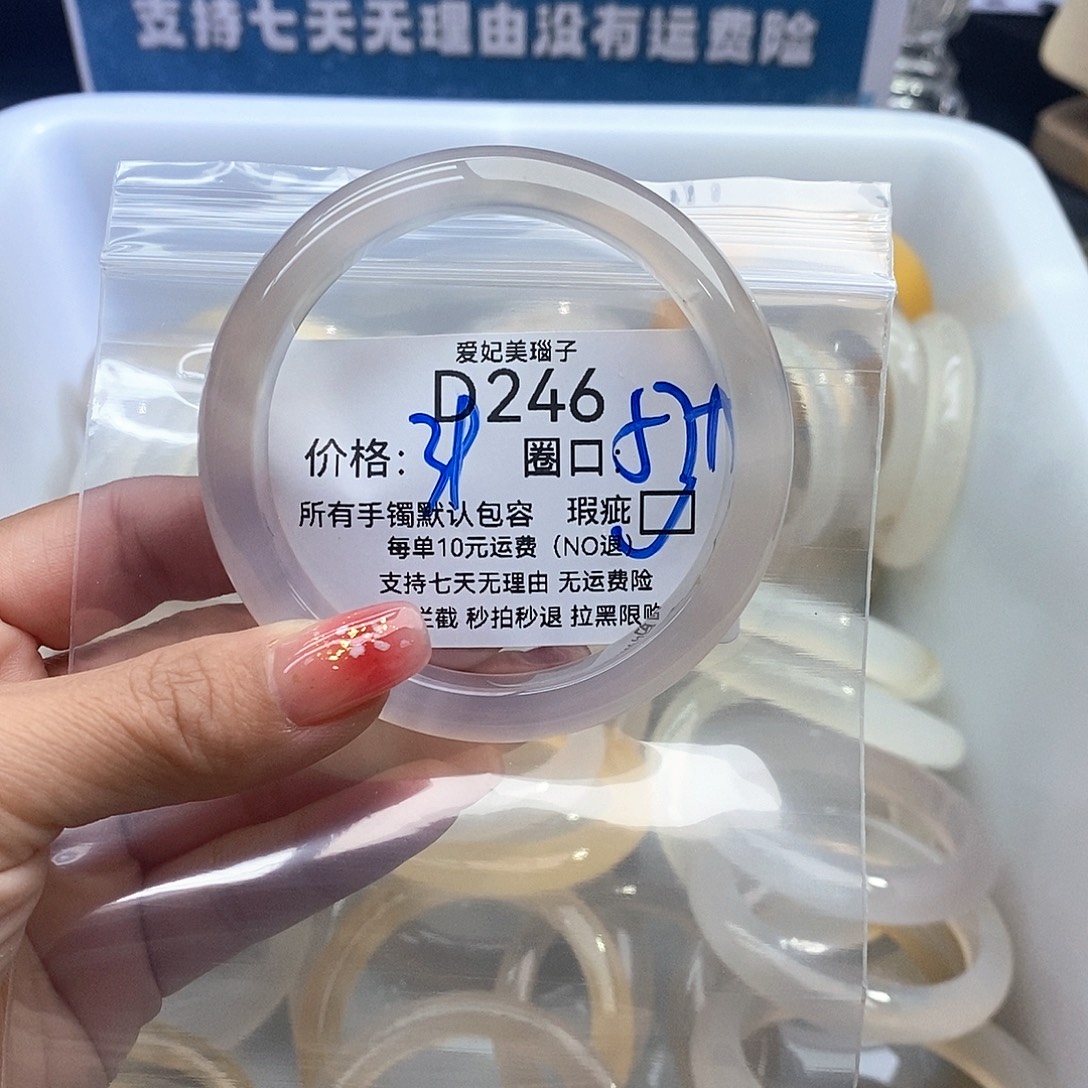 支持七天无理由没有运费险
爱妃美瑙子
D246
价格： 圈口：
所有手镯默认包容 瑕疵
每单10元运费（NO退）
支持七天无理由 无运费险
拦截 秒拍秒退 拉黑限购